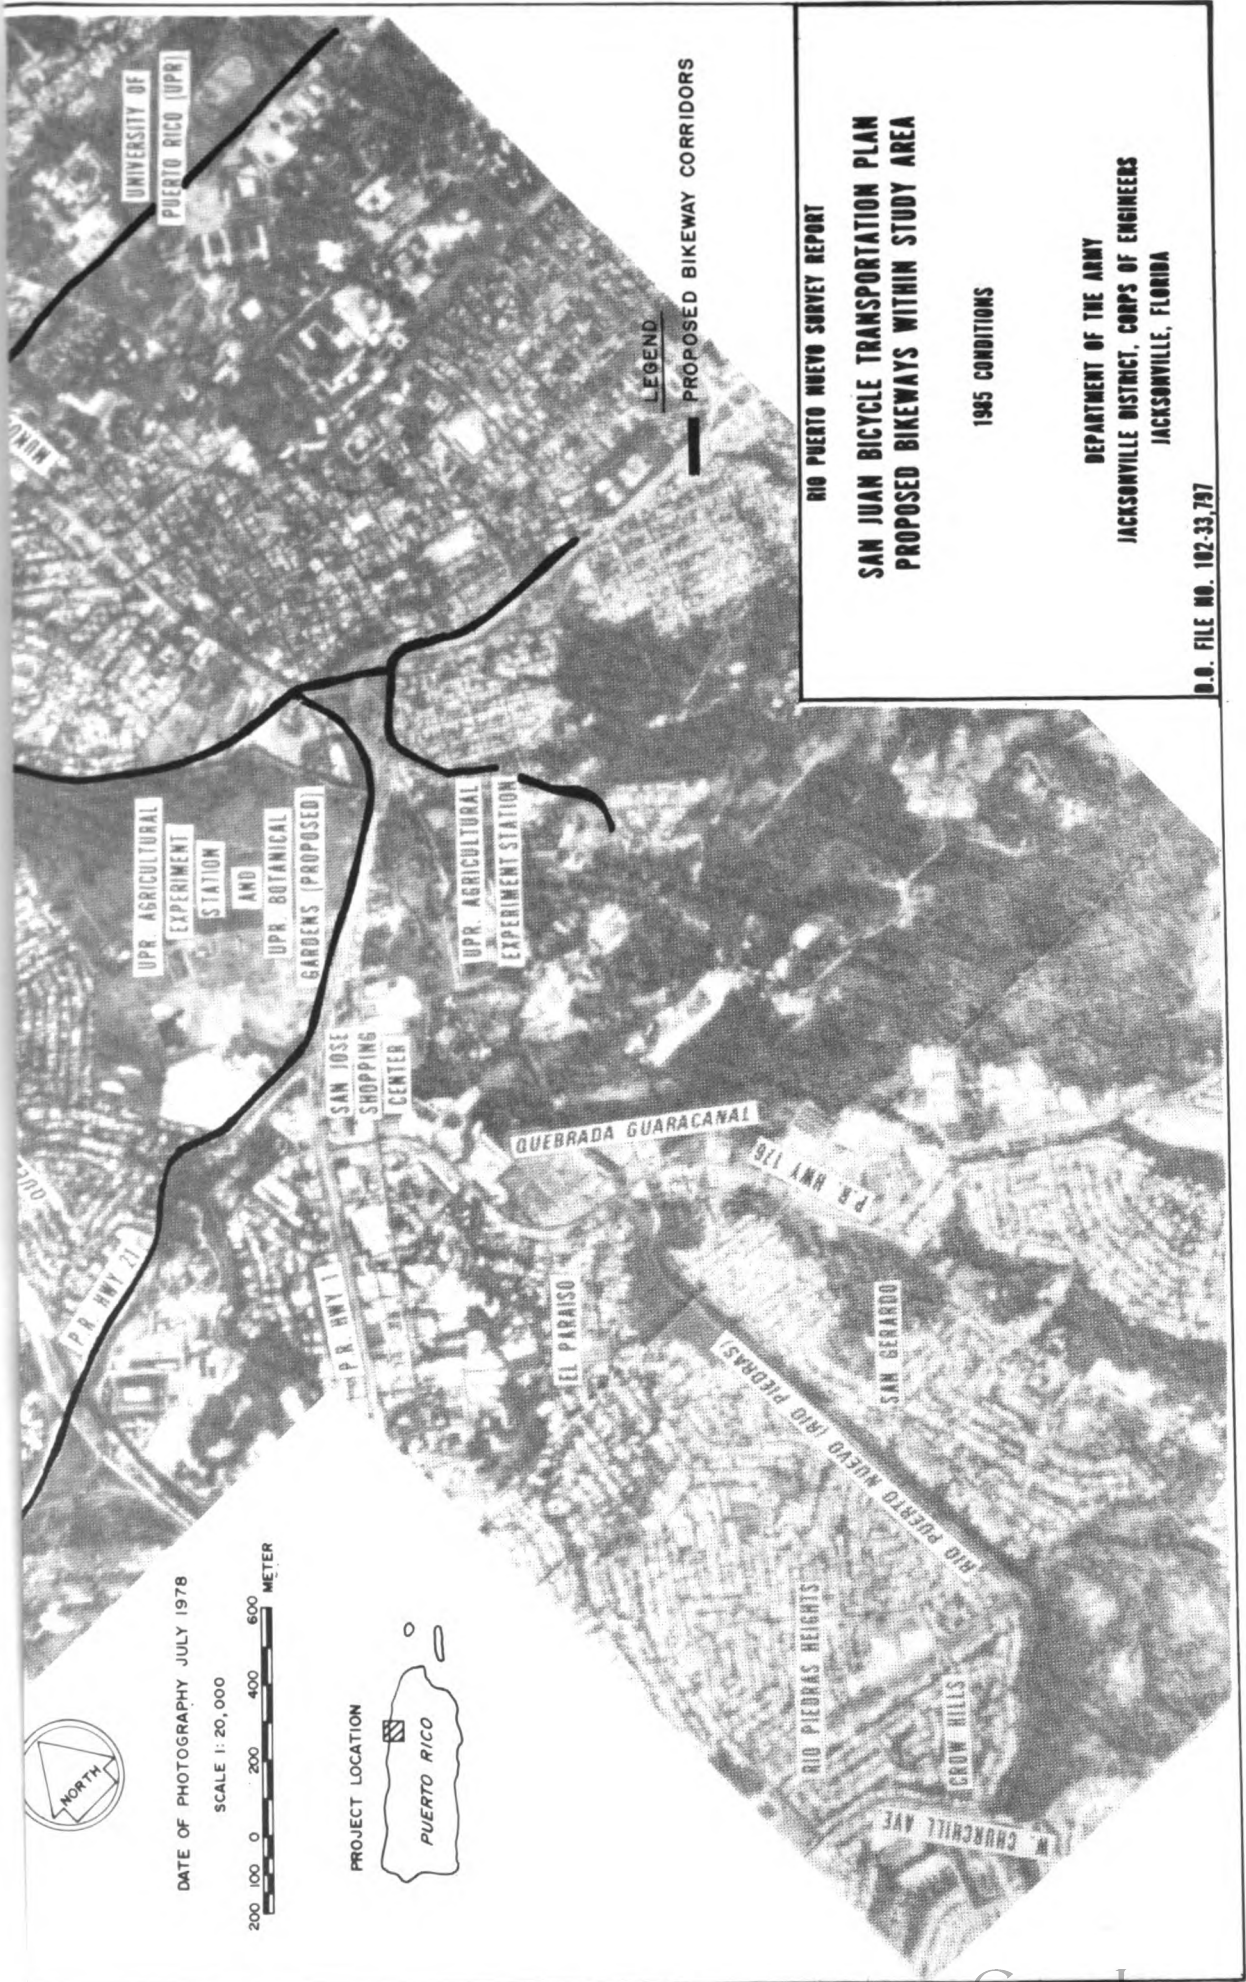 NORTH
DATE OF PHOTOGRAPHY JULY 1978
SCALE 1:20,000
200 100 0 200 400 600
METER
PROJECT LOCATION
PUERTO RICO
P.R. HWY 21
P R HWY 1
SAN JOSE
SHOPPING
CENTER
UPR. AGRICULTURAL
EXPERIMENT
STATION
AND
UPR. BOTANICAL
GARDENS (PROPOSED)
UPR. AGRICULTURAL
EXPERIMENT STATION
UNIVERSITY OF
PUERTO RICO (UPR)
QUEBRADA GUARACANAL
P.R. HWY 176
EL PARAISO
SAN GERARDO
RIO PUERTO NUEVO (RIO PIEDRAS)
RIO PIEDRAS HEIGHTS
CROW HILLS
W. CHURCHILL AVE
LEGEND
PROPOSED BIKEWAY CORRIDORS
RIO PUERTO NUEVO SURVEY REPORT
SAN JUAN BICYCLE TRANSPORTATION PLAN
PROPOSED BIKEWAYS WITHIN STUDY AREA
1985 CONDITIONS
DEPARTMENT OF THE ARMY
JACKSONVILLE DISTRICT, CORPS OF ENGINEERS
JACKSONVILLE, FLORIDA
D.O. FILE NO. 102-33,797